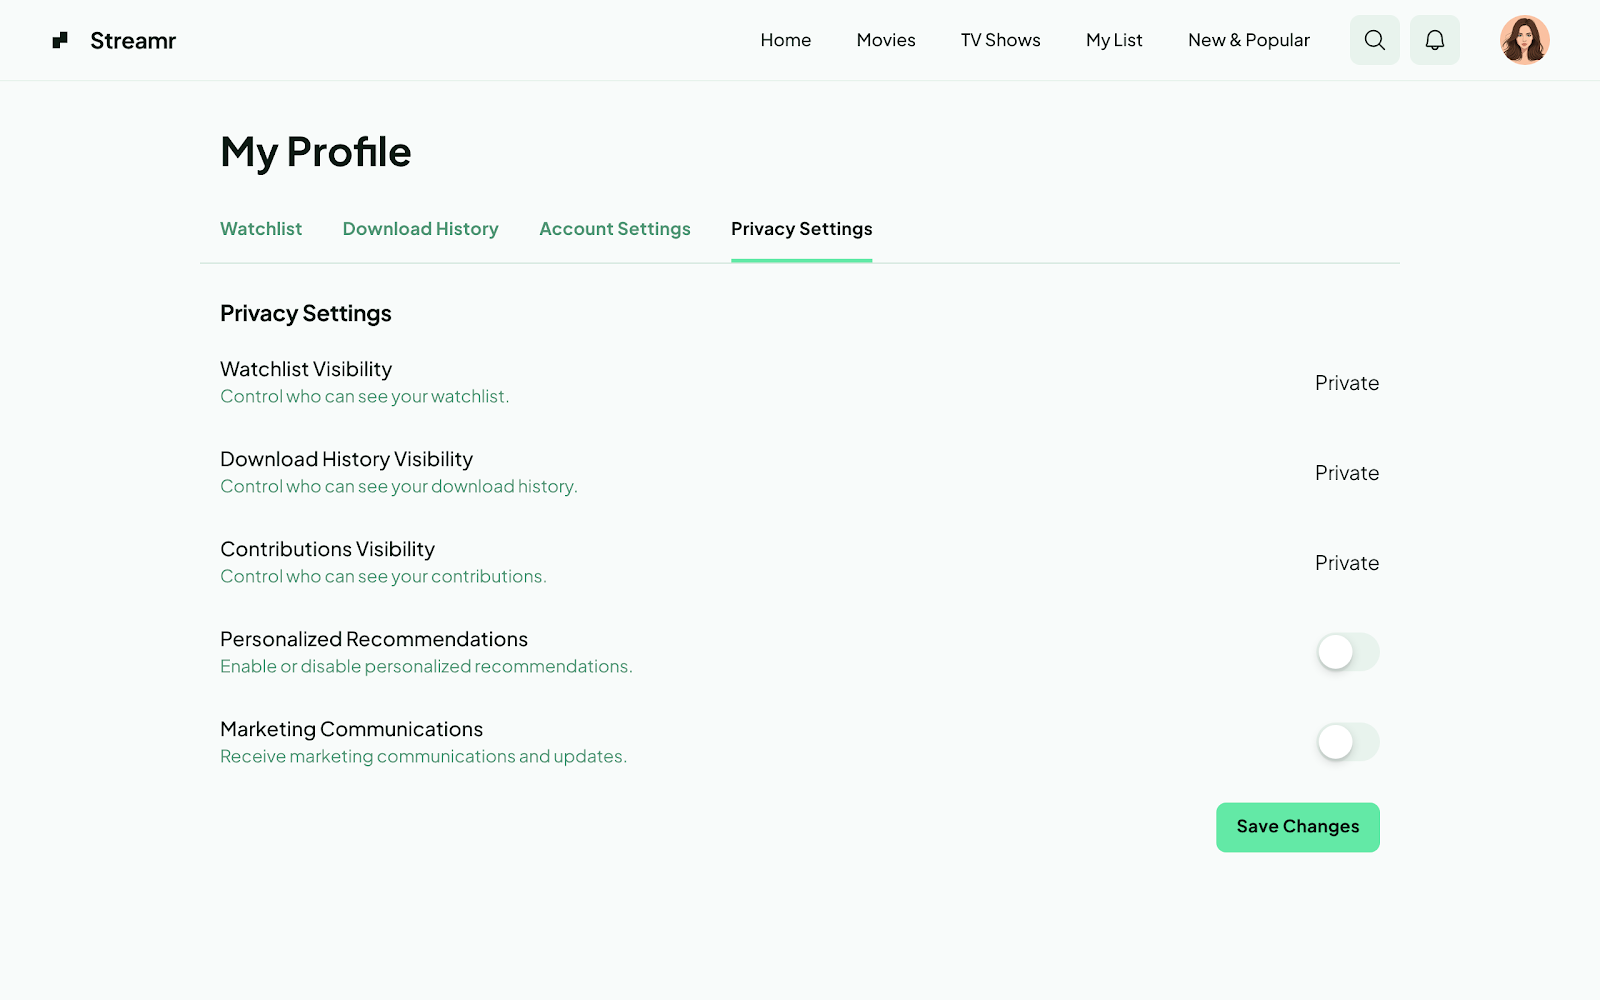 Streamr
Home
Movies
TV Shows
My List
New & Popular
My Profile
Watchlist
Download History
Account Settings
Privacy Settings
Privacy Settings
Watchlist Visibility
Control who can see your watchlist.
Private
Download History Visibility
Control who can see your download history.
Private
Contributions Visibility
Control who can see your contributions.
Private
Personalized Recommendations
Enable or disable personalized recommendations.
Marketing Communications
Receive marketing communications and updates.
Save Changes